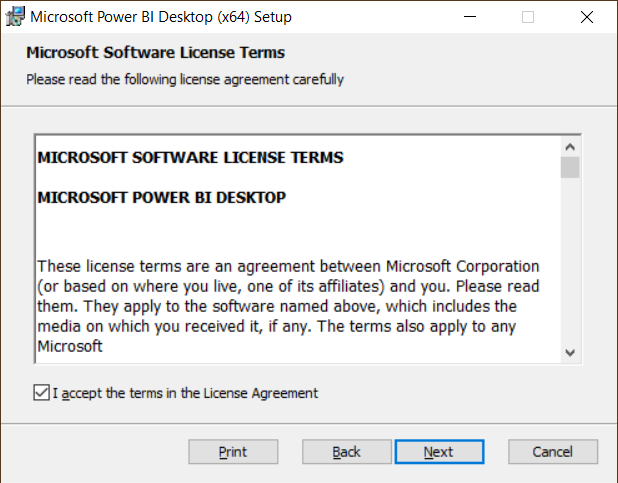 Microsoft Power BI Desktop (x64) Setup
Microsoft Software License Terms
Please read the following license agreement carefully
MICROSOFT SOFTWARE LICENSE TERMS
MICROSOFT POWER BI DESKTOP
These license terms are an agreement between Microsoft Corporation
(or based on where you live, one of its affiliates) and you. Please read
them. They apply to the software named above, which includes the
media on which you received it, if any. The terms also apply to any
Microsoft
I accept the terms in the License Agreement
Print Back Next Cancel